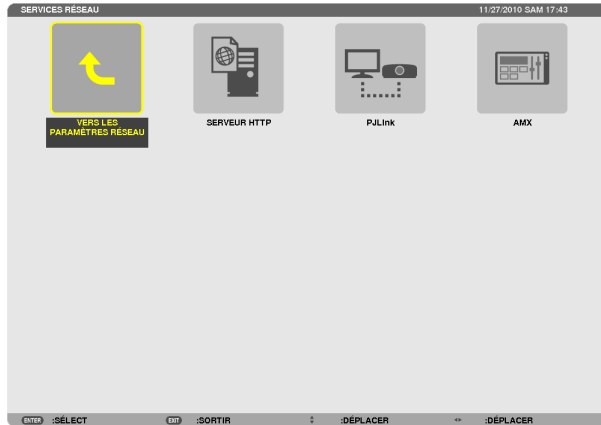 SERVICES RÉSEAU 11/27/2010 SAM 17:43
VERS LES
PARAMÈTRES RÉSEAU
SERVEUR HTTP
PJLink
AMX
ENTER :SÉLECT EXIT :SORTIR :DÉPLACER :DÉPLACER